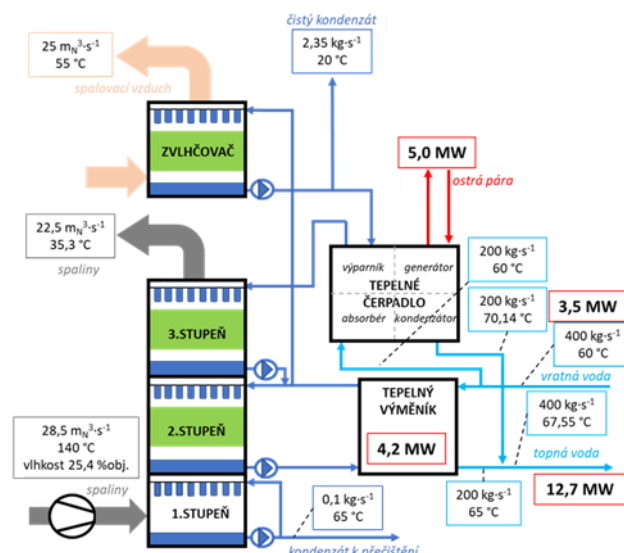 čistý kondenzát
25 m_N³·s⁻¹
55 °C
2,35 kg·s⁻¹
20 °C
spalovací vzduch
ZVLHČOVAČ
5,0 MW
ostrá pára
22,5 m_N³·s⁻¹
35,3 °C
spaliny
výparník generátor
TEPELNÉ
ČERPADLO
absorbér kondenzátor
200 kg·s⁻¹
60 °C
200 kg·s⁻¹
70,14 °C
3,5 MW
400 kg·s⁻¹
60 °C
vratná voda
3.STUPEŇ
2.STUPEŇ
TEPELNÝ
VÝMĚNÍK
4,2 MW
400 kg·s⁻¹
67,55 °C
topná voda
12,7 MW
28,5 m_N³·s⁻¹
140 °C
vlhkost 25,4 %obj.
spaliny
1.STUPEŇ
0,1 kg·s⁻¹
65 °C
200 kg·s⁻¹
65 °C
kondenzát k přečištění